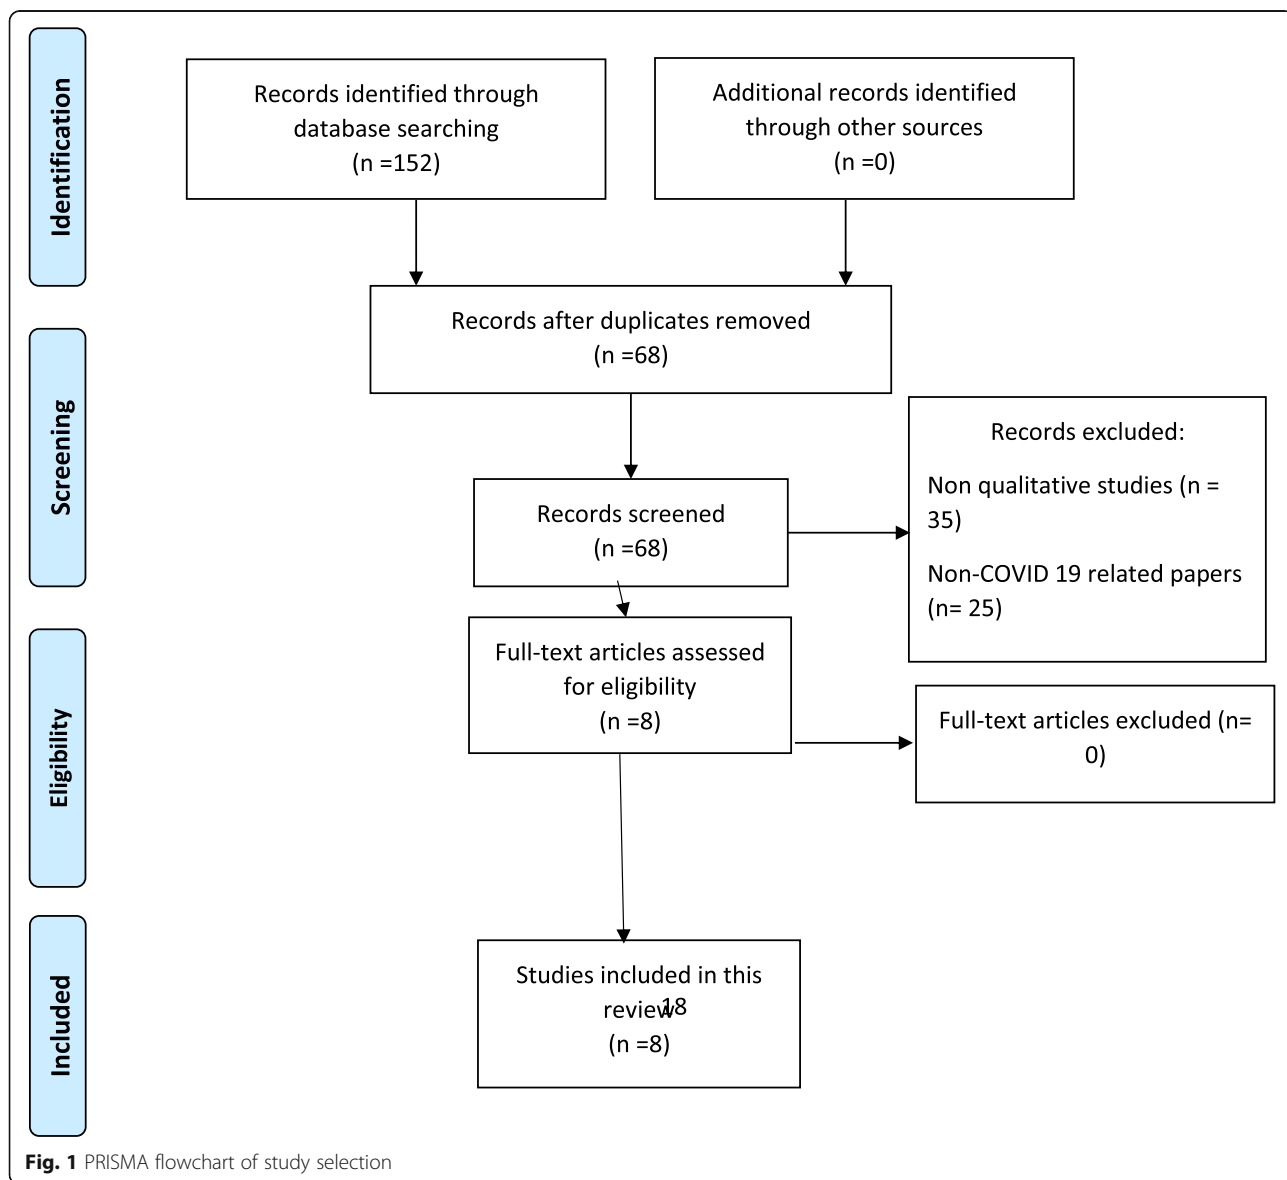 Identification
Records identified through
database searching
(n =152)
Additional records identified
through other sources
(n =0)
Records after duplicates removed
(n =68)
Screening
Records screened
(n =68)
Records excluded:
Non qualitative studies (n =
35)
Non-COVID 19 related papers
(n= 25)
Eligibility
Full-text articles assessed
for eligibility
(n =8)
Full-text articles excluded (n=
0)
Included
Studies included in this
review
18
(n =8)
Fig. 1 PRISMA flowchart of study selection